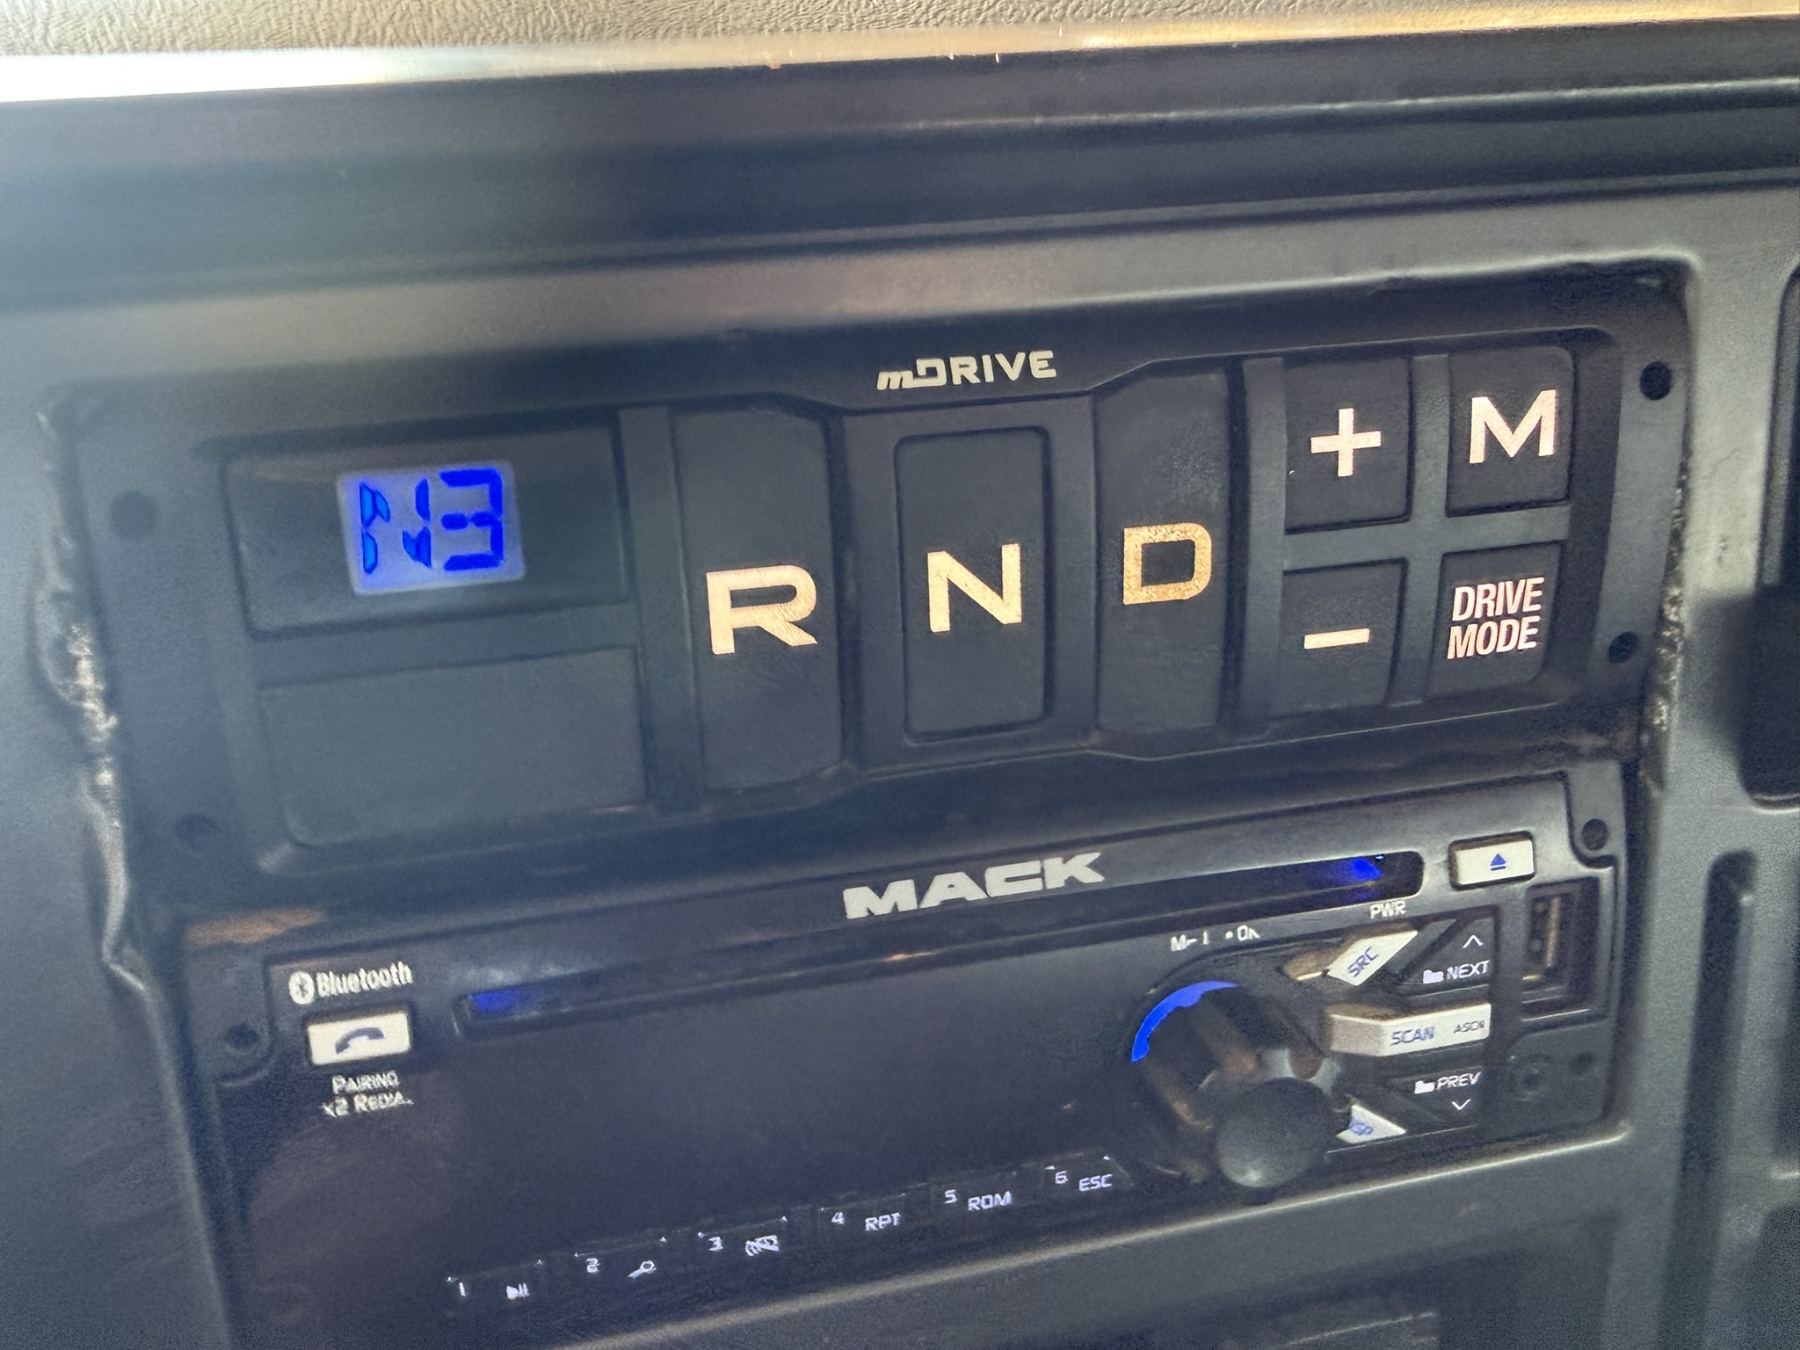 mDRIVE
N3
R
N
D
+
M
-
DRIVE
MODE
MACK
PWR
Bluetooth
SRC
NEXT
SCAN
PREV
PAIRING
1
2
3
4 RPT
5 RDM
6 ESC